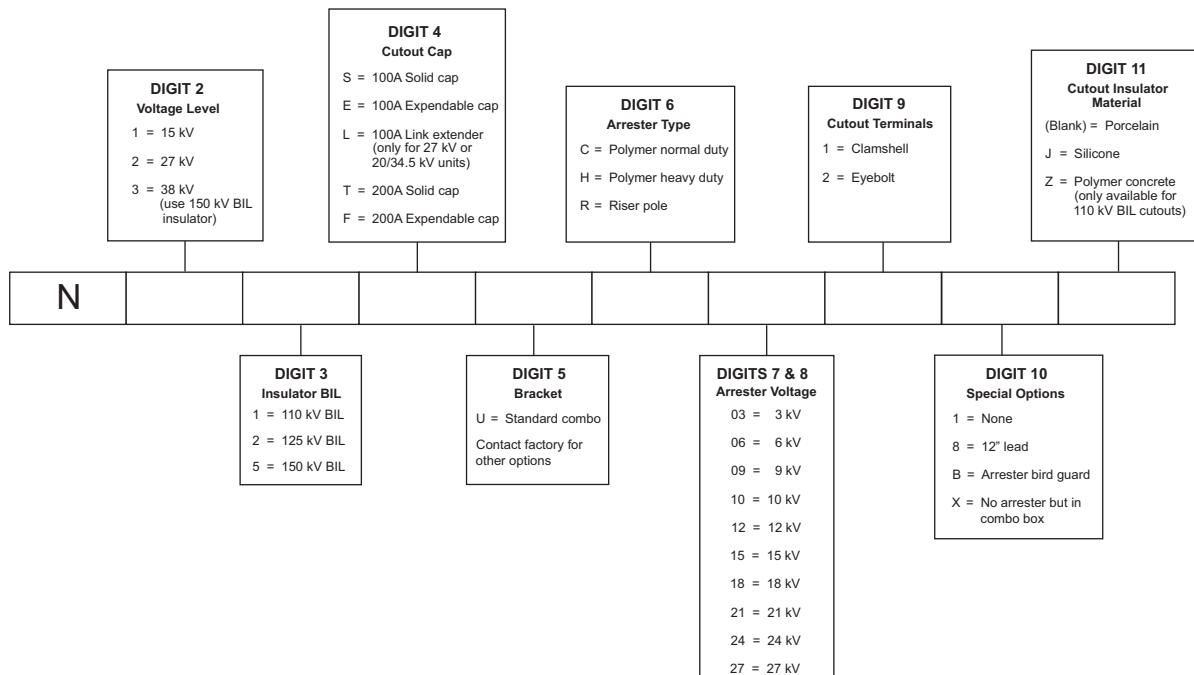 DIGIT 2
Voltage Level
1 = 15 kV
2 = 27 kV
3 = 38 kV
(use 150 kV BIL
insulator)
DIGIT 4
Cutout Cap
S = 100A Solid cap
E = 100A Expendable cap
L = 100A Link extender
(only for 27 kV or
20/34.5 kV units)
T = 200A Solid cap
F = 200A Expendable cap
DIGIT 6
Arrester Type
C = Polymer normal duty
H = Polymer heavy duty
R = Riser pole
DIGIT 9
Cutout Terminals
1 = Clamshell
2 = Eyebolt
DIGIT 11
Cutout Insulator
Material
(Blank) = Porcelain
J = Silicone
Z = Polymer concrete
(only available for
110 kV BIL cutouts)
N
DIGIT 3
Insulator BIL
1 = 110 kV BIL
2 = 125 kV BIL
5 = 150 kV BIL
DIGIT 5
Bracket
U = Standard combo
Contact factory for
other options
DIGITS 7 & 8
Arrester Voltage
03 = 3 kV
06 = 6 kV
09 = 9 kV
10 = 10 kV
12 = 12 kV
15 = 15 kV
18 = 18 kV
21 = 21 kV
24 = 24 kV
27 = 27 kV
DIGIT 10
Special Options
1 = None
8 = 12” lead
B = Arrester bird guard
X = No arrester but in
combo box